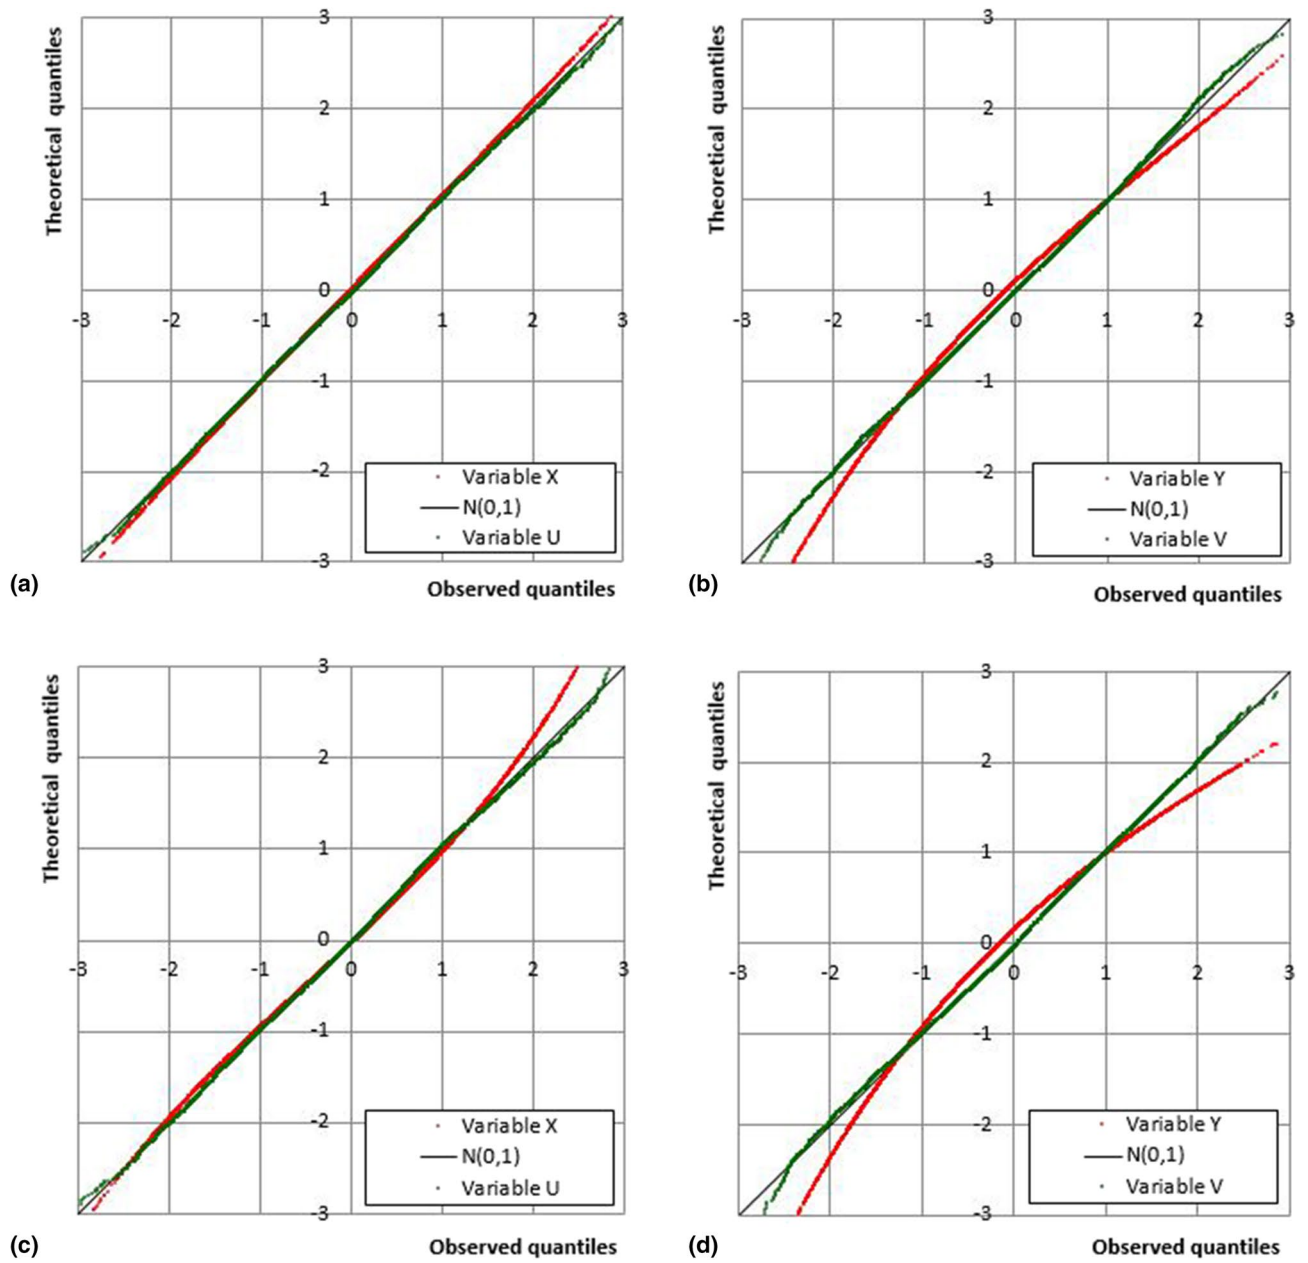 Theoretical quantiles
3
2
1
0
-3
-2
-1
0
1
2
3
-1
-2
-3
Variable X
N(0,1)
Variable U
(a)
Observed quantiles
Theoretical quantiles
3
2
1
0
-3
-2
-1
0
1
2
3
-1
-2
-3
Variable Y
N(0,1)
Variable V
(b)
Observed quantiles
Theoretical quantiles
3
2
1
0
-3
-2
-1
0
1
2
3
-1
-2
-3
Variable X
N(0,1)
Variable U
(c)
Observed quantiles
Theoretical quantiles
3
2
1
0
-3
-2
-1
0
1
2
3
-1
-2
-3
Variable Y
N(0,1)
Variable V
(d)
Observed quantiles